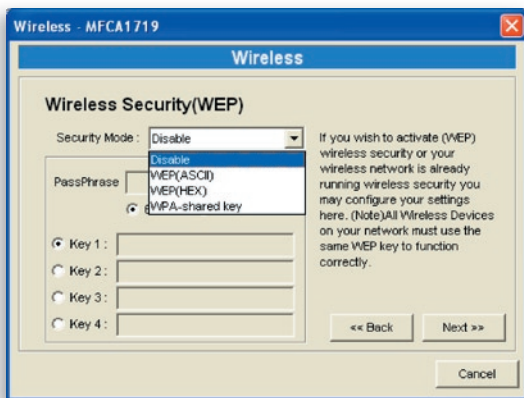 Wireless - MFCA1719
Wireless
Wireless Security(WEP)
Security Mode : Disable
Disable
WEP(ASCII)
WEP(HEX)
WPA-shared key
PassPhrase
Key 1 :
Key 2 :
Key 3 :
Key 4 :
If you wish to activate (WEP)
wireless security or your
wireless network is already
running wireless security you
may configure your settings
here. (Note)All Wireless Devices
on your network must use the
same WEP key to function
correctly.
<< Back
Next >>
Cancel